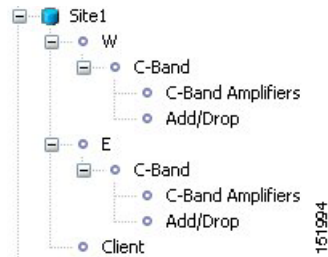 Site1
W
C-Band
C-Band Amplifiers
Add/Drop
E
C-Band
C-Band Amplifiers
Add/Drop
Client
151994